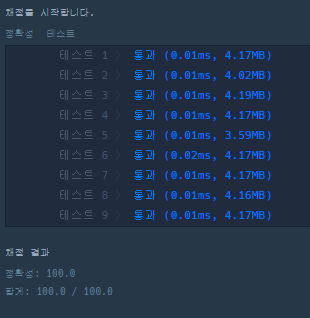 채점을 시작합니다.
정확성 테스트
테스트 1 > 통과 (0.01ms, 4.17MB)
테스트 2 > 통과 (0.01ms, 4.02MB)
테스트 3 > 통과 (0.01ms, 4.19MB)
테스트 4 > 통과 (0.01ms, 4.17MB)
테스트 5 > 통과 (0.01ms, 3.59MB)
테스트 6 > 통과 (0.02ms, 4.17MB)
테스트 7 > 통과 (0.01ms, 4.17MB)
테스트 8 > 통과 (0.01ms, 4.16MB)
테스트 9 > 통과 (0.01ms, 4.17MB)
채점 결과
정확성: 100.0
합계: 100.0 / 100.0